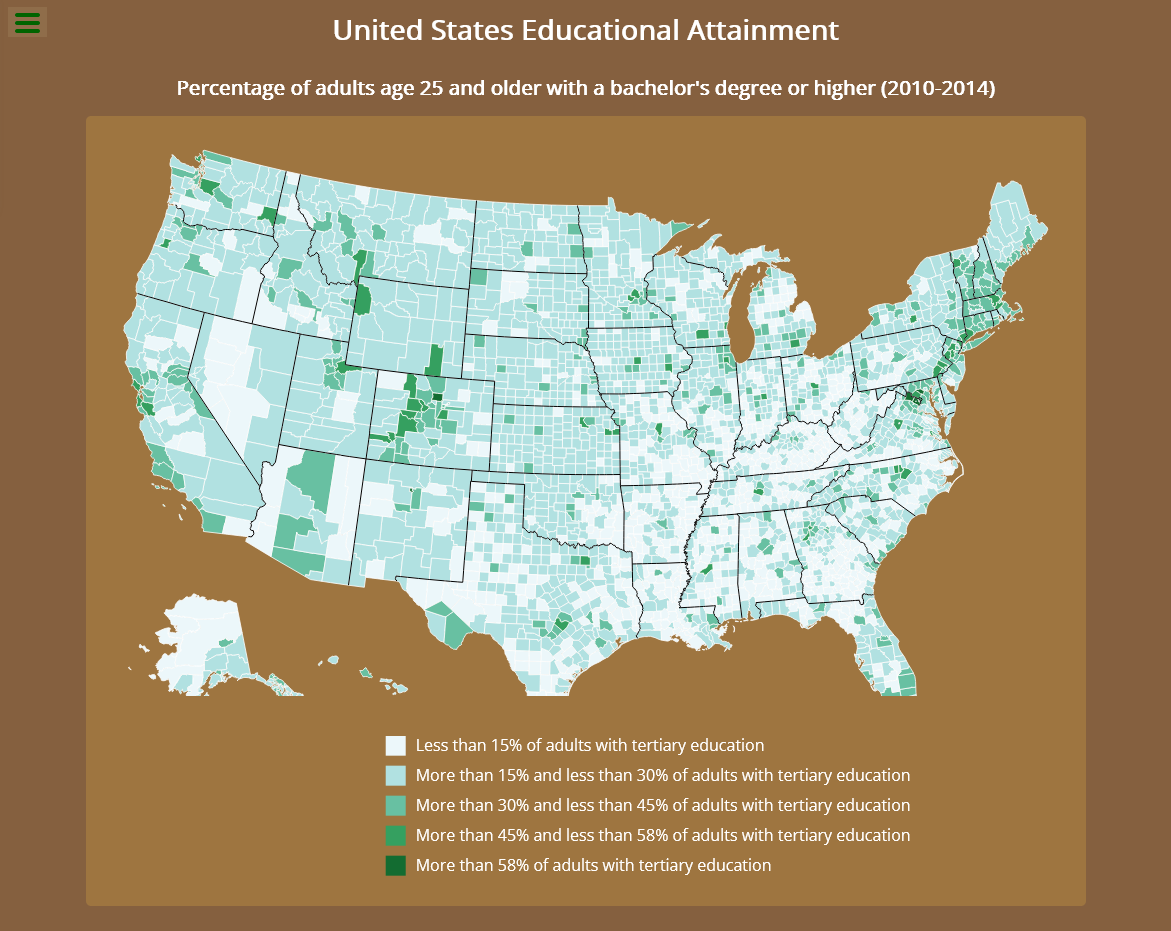 United States Educational Attainment
Percentage of adults age 25 and older with a bachelor's degree or higher (2010-2014)
Less than 15% of adults with tertiary education
More than 15% and less than 30% of adults with tertiary education
More than 30% and less than 45% of adults with tertiary education
More than 45% and less than 58% of adults with tertiary education
More than 58% of adults with tertiary education